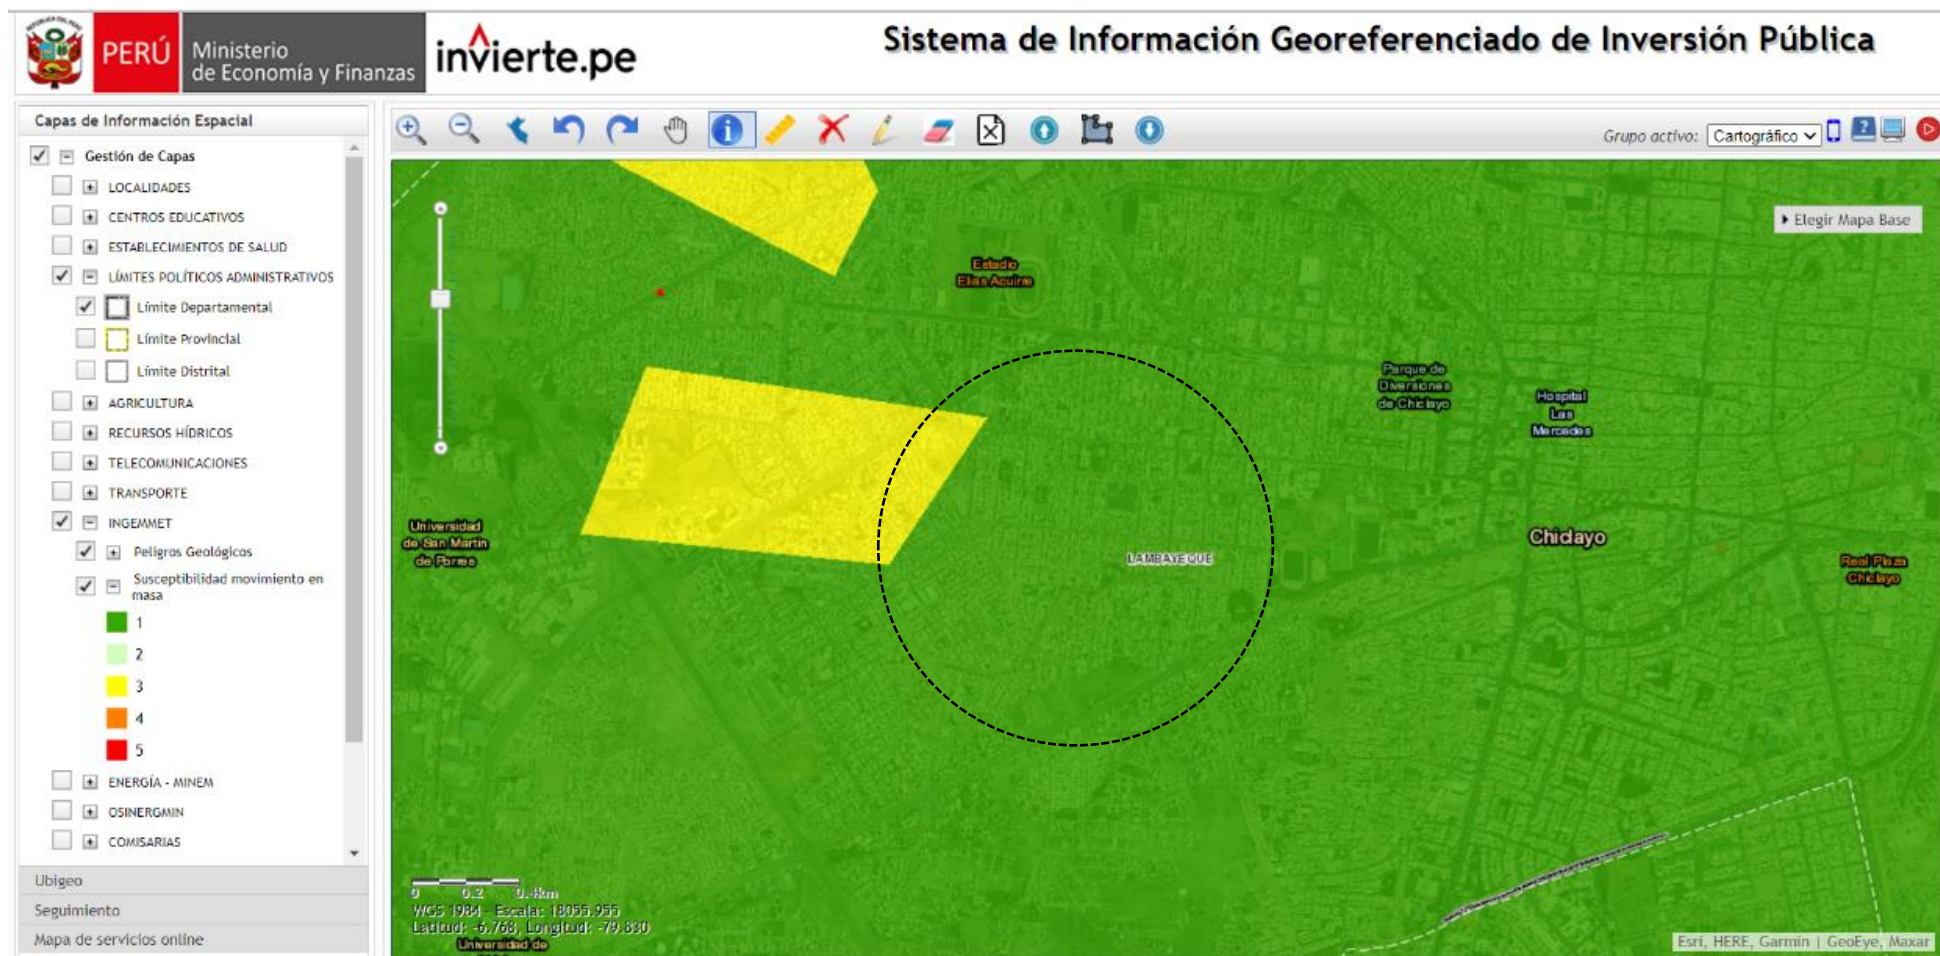 PERÚ
Ministerio
de Economía y Finanzas
invierte.pe
Sistema de Información Georeferenciado de Inversión Pública
Capas de Información Espacial
Gestión de Capas
LOCALIDADES
CENTROS EDUCATIVOS
ESTABLECIMIENTOS DE SALUD
LÍMITES POLÍTICOS ADMINISTRATIVOS
Límite Departamental
Límite Provincial
Límite Distrital
AGRICULTURA
RECURSOS HÍDRICOS
TELECOMUNICACIONES
TRANSPORTE
INGEMMET
Peligros Geológicos
Susceptibilidad movimiento en
masa
1
2
3
4
5
ENERGÍA - MINEM
OSINERGMIN
COMISARIAS
Ubigeo
Seguimiento
Mapa de servicios online
Grupo activo: Cartográfico
Elegir Mapa Base
Estadio
Elias Aguirre
Parque de
Diversiones
de Chiclayo
Hospital
Las
Mercedes
Universidad
de San Martin
de Porres
LAMBAYEQUE
Chiclayo
Real Plaza
Chiclayo
0 0.2 0.4km
WGS 1984 - Escala: 18055.955
Latitud: -6.768, Longitud: -79.880
Universidad de
Esri, HERE, Garmin | GeoEye, Maxar